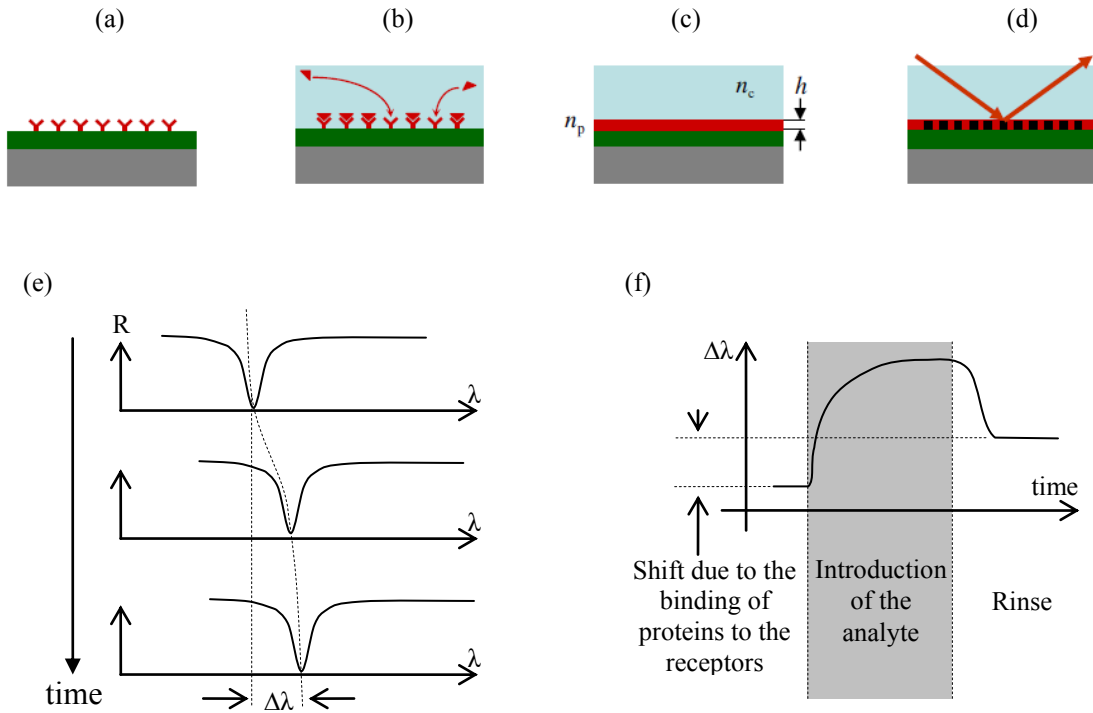 (a)
(b)
(c)
(d)
n_c
h
n_p
(e)
(f)
R
λ
λ
λ
time
Δλ
Δλ
time
Shift due to the
binding of
proteins to the
receptors
Introduction
of the
analyte
Rinse